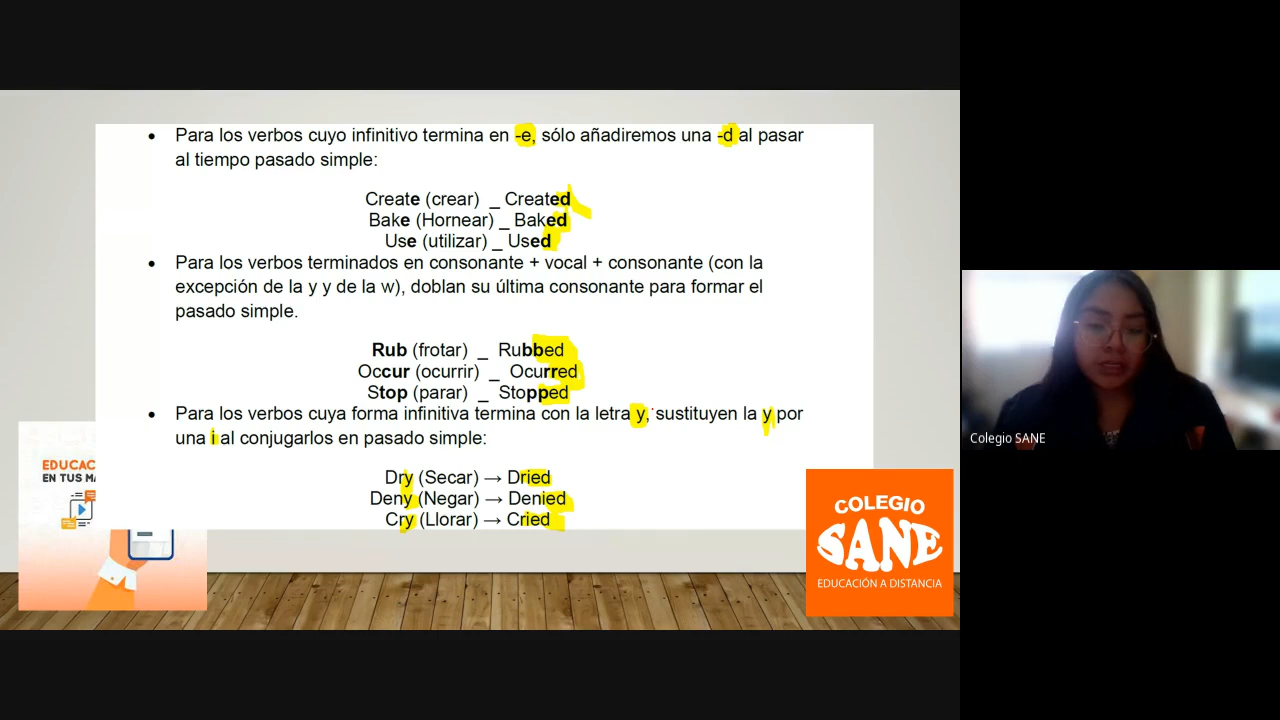 • Para los verbos cuyo infinitivo termina en -e, sólo añadiremos una -d al pasar
al tiempo pasado simple:
Create (crear) _ Created
Bake (Hornear) _ Baked
Use (utilizar) _ Used
• Para los verbos terminados en consonante + vocal + consonante (con la
excepción de la y y de la w), doblan su última consonante para formar el
pasado simple.
Rub (frotar) _ Rubbed
Occur (ocurrir) _ Ocurred
Stop (parar) _ Stopped
• Para los verbos cuya forma infinitiva termina con la letra y, sustituyen la y por
una i al conjugarlos en pasado simple:
Dry (Secar) → Dried
Deny (Negar) → Denied
Cry (Llorar) → Cried
EDUCAC
EN TUS MA
COLEGIO
SANE
EDUCACIÓN A DISTANCIA
Colegio SANE